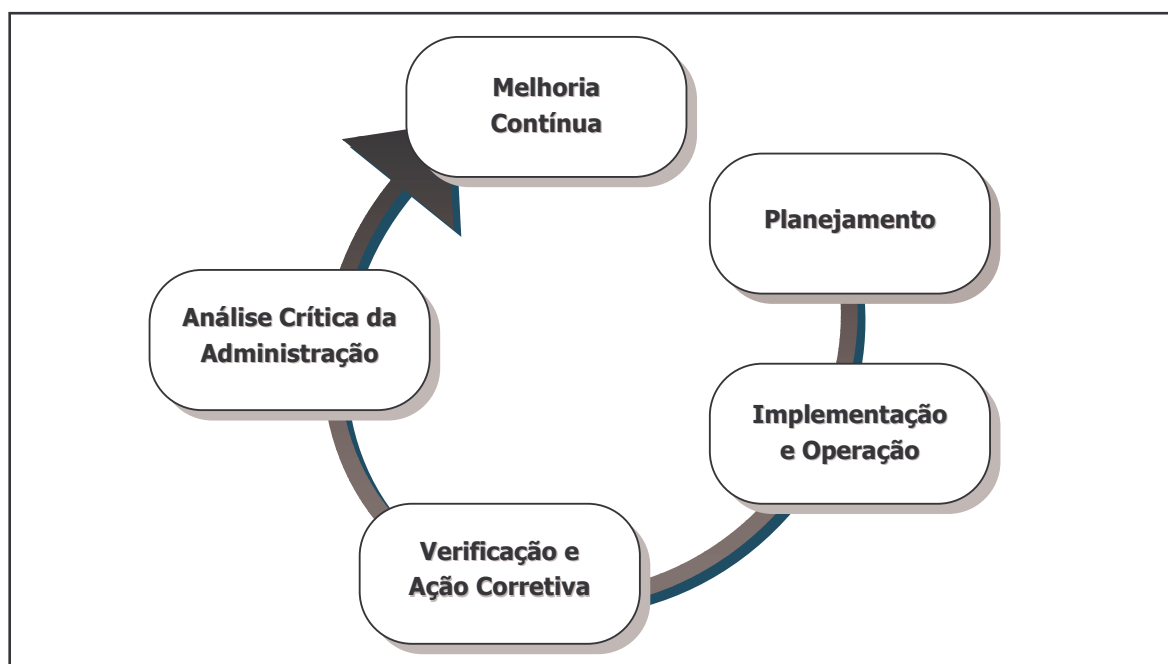 Melhoria
Contínua
Planejamento
Análise Crítica da
Administração
Implementação
e Operação
Verificação e
Ação Corretiva